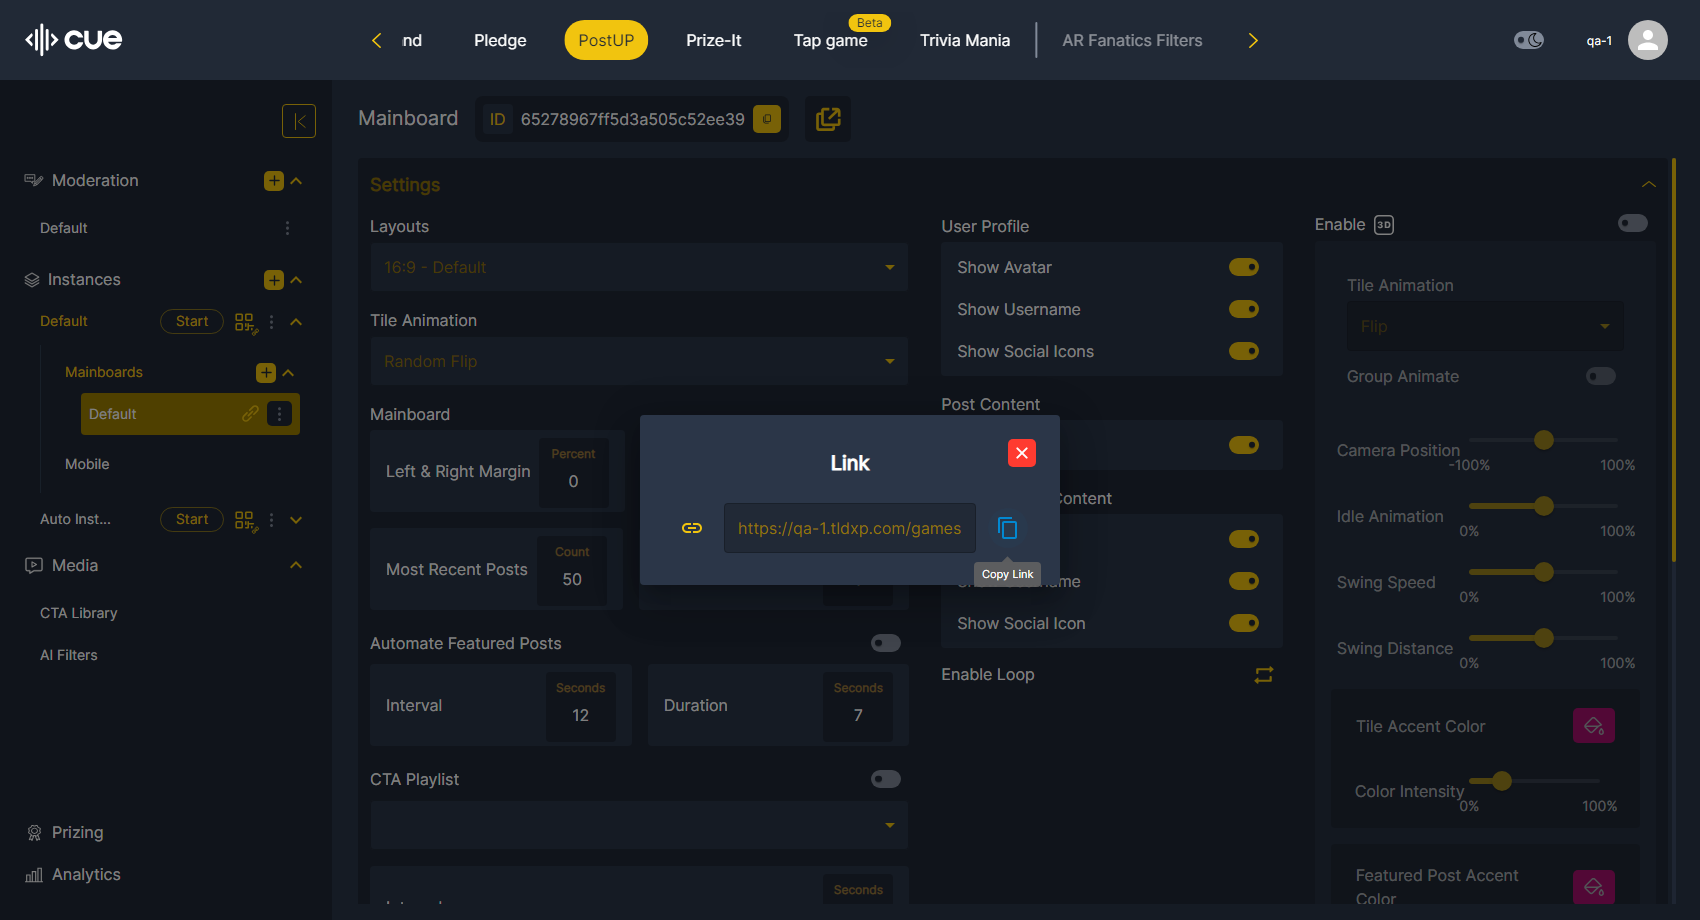 cue
nd
Pledge
PostUP
Prize-It
Tap game
Beta
Trivia Mania
AR Fanatics Filters
qa-1
Mainboard
ID
65278967ff5d3a505c52ee39
Moderation
Default
Instances
Default
Start
Mainboards
Default
Mobile
Auto Inst...
Start
Media
CTA Library
AI Filters
Prizing
Analytics
Settings
Layouts
16:9 - Default
Tile Animation
Random Flip
Mainboard
Left & Right Margin
Percent
0
Most Recent Posts
Count
50
Automate Featured Posts
Interval
Seconds
12
Duration
Seconds
7
CTA Playlist
Seconds
User Profile
Show Avatar
Show Username
Show Social Icons
Post Content
Content
Show Social Icon
Enable Loop
Enable
3D
Tile Animation
Flip
Group Animate
Camera Position
-100%
100%
Idle Animation
0%
100%
Swing Speed
0%
100%
Swing Distance
0%
100%
Tile Accent Color
Color Intensity
0%
100%
Featured Post Accent
Color
Link
https://qa-1.tldxp.com/games
Copy Link